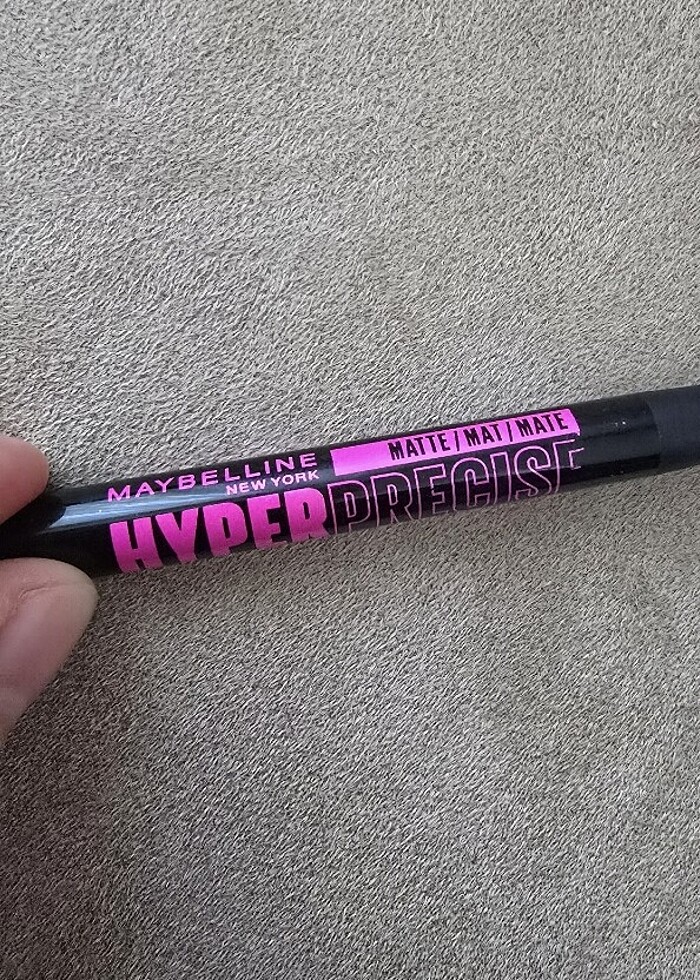 MAYBELLINE
NEW YORK
MATTE / MAT / MATE
HYPERPRECISE